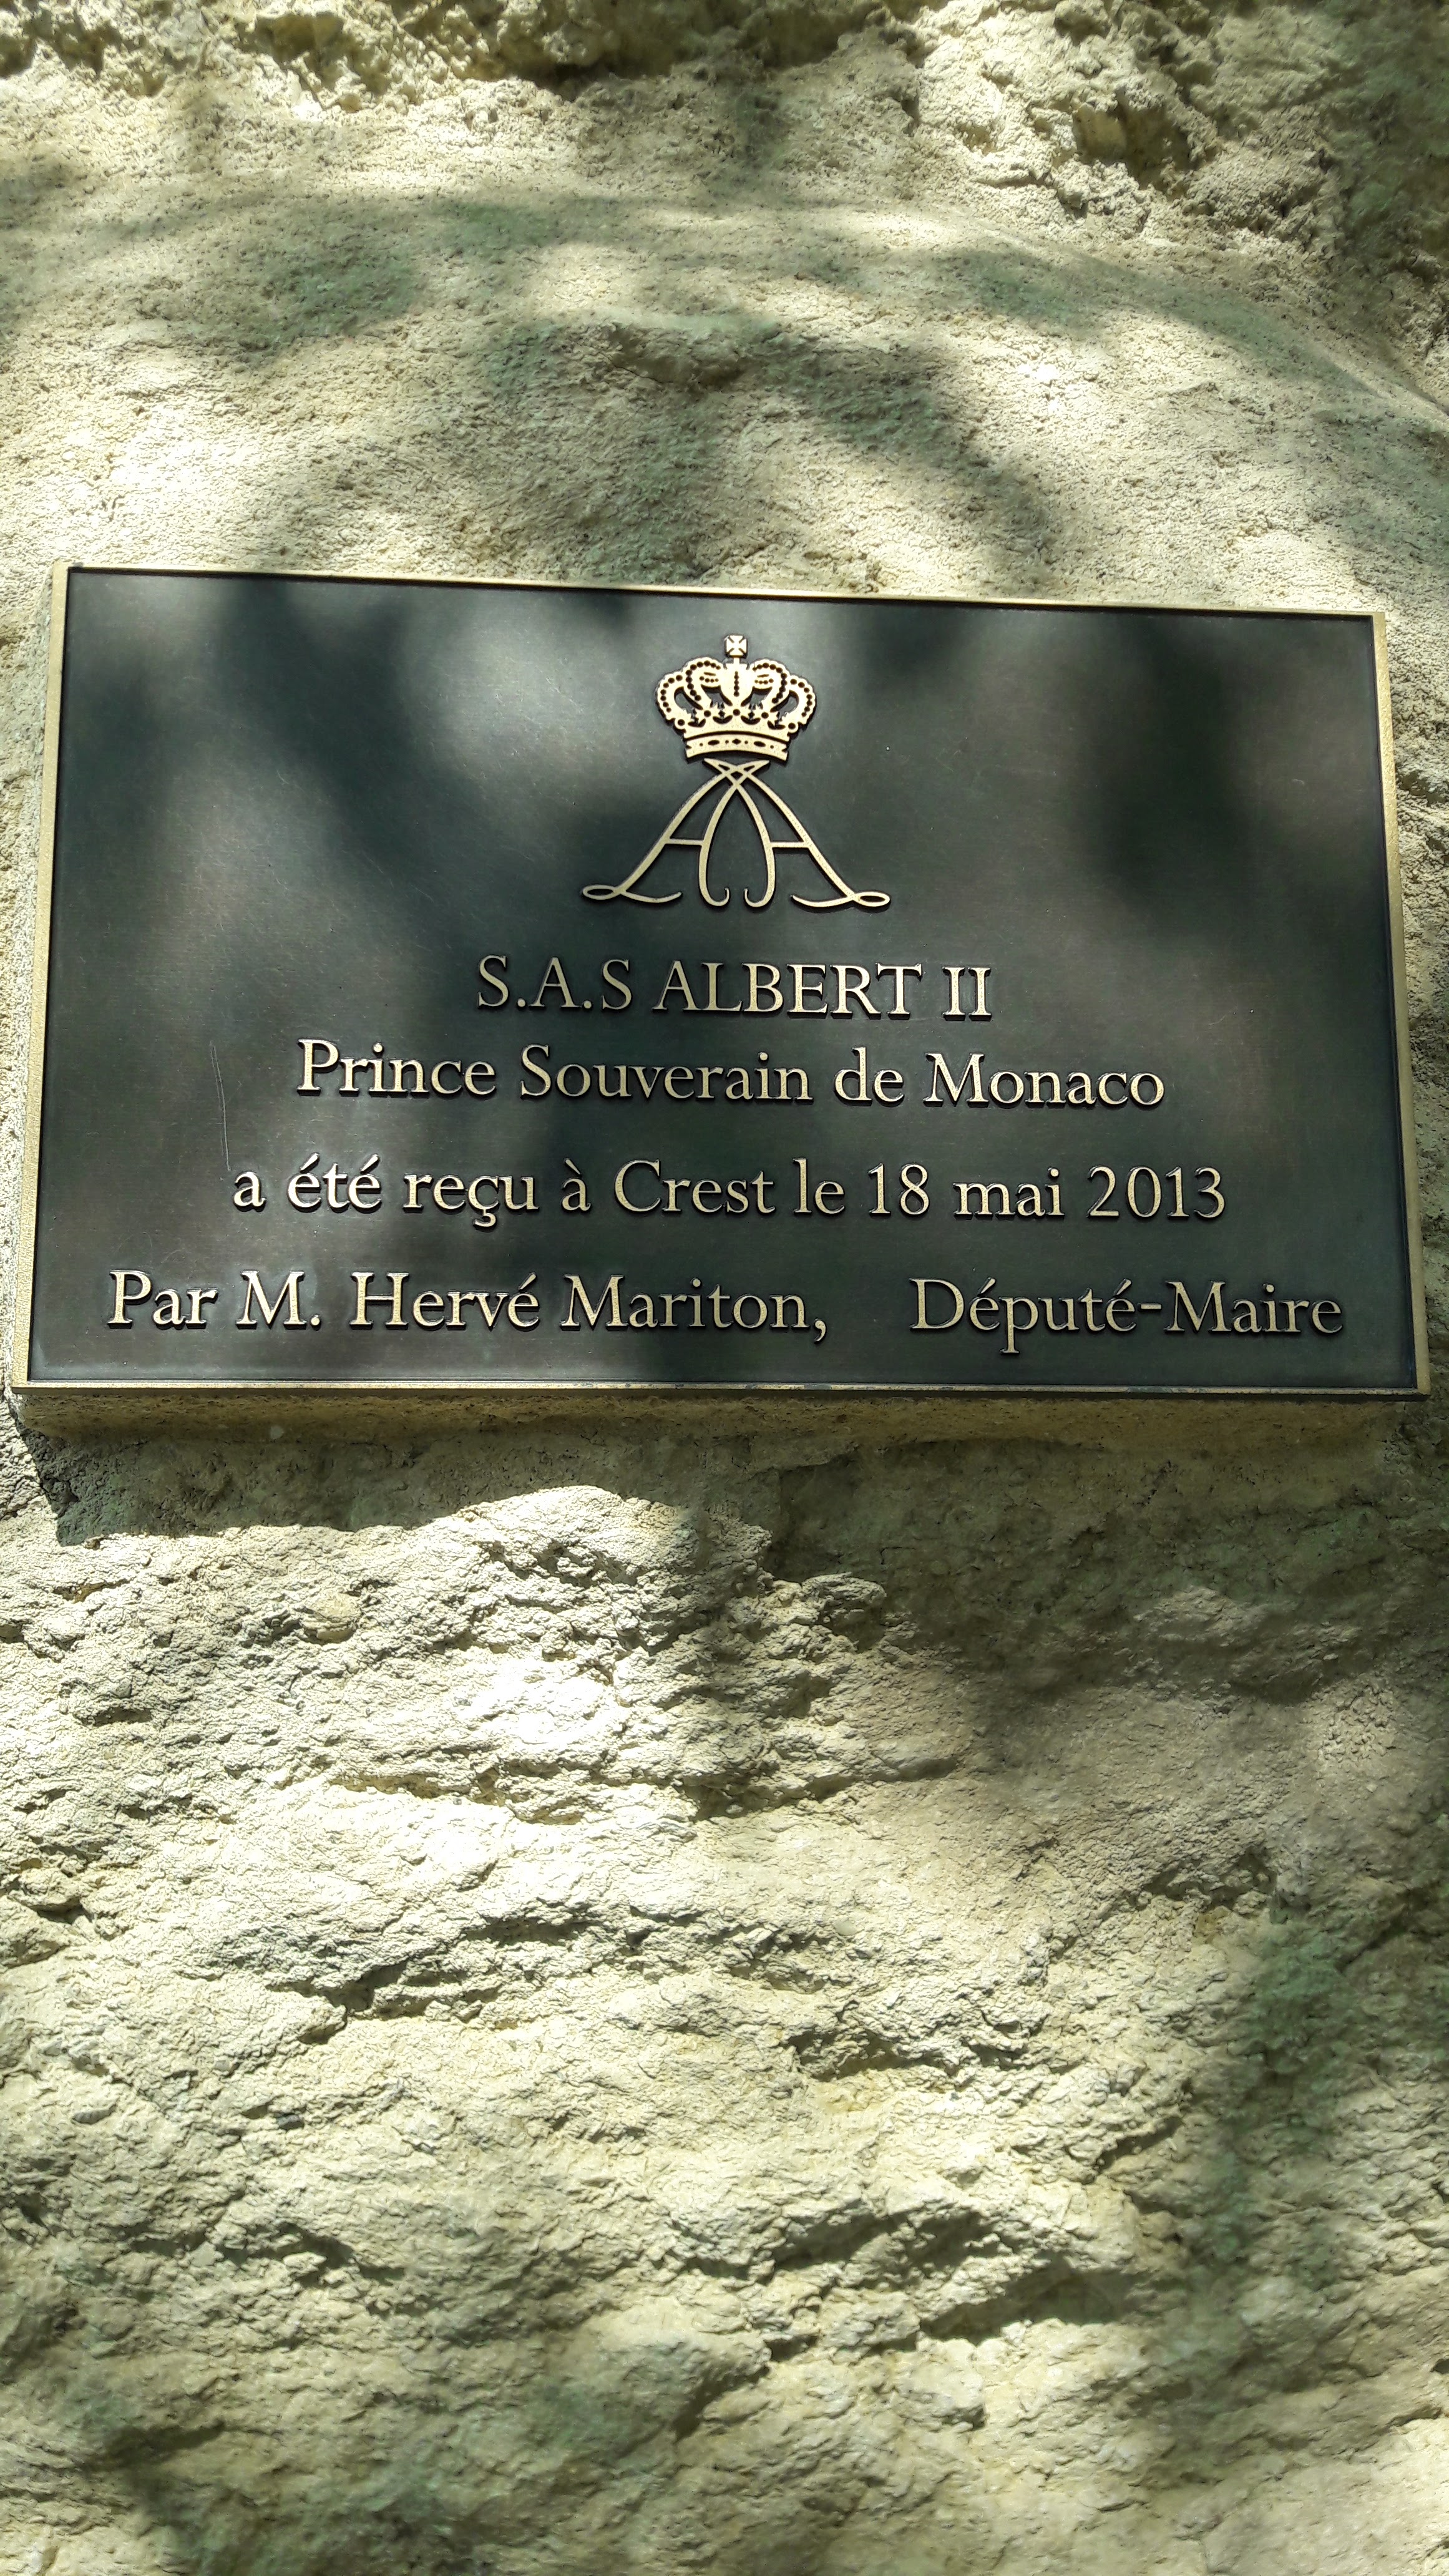 S.A.S ALBERT II
Prince Souverain de Monaco
a été reçu à Crest le 18 mai 2013
Par M. Hervé Mariton, Député-Maire